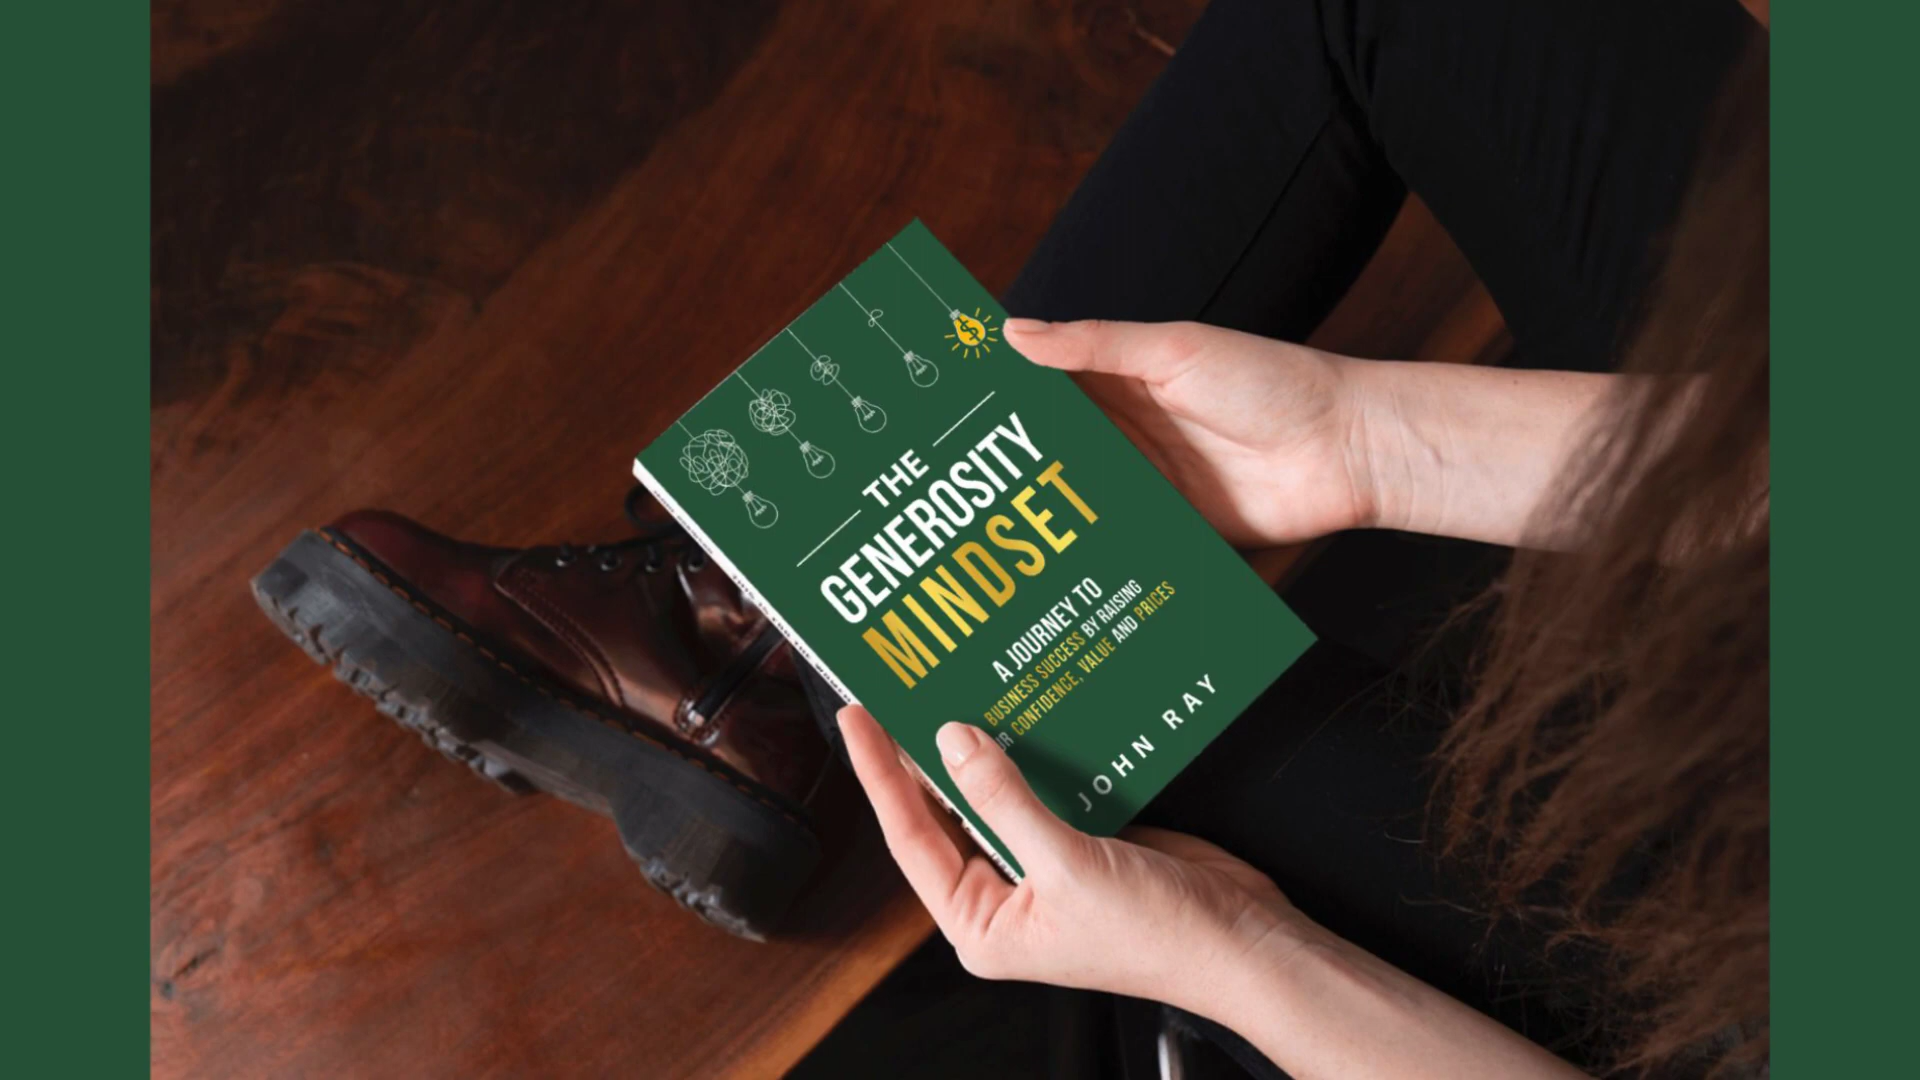 THE
GENEROSITY
MINDSET
A JOURNEY TO
BUSINESS SUCCESS BY RAISING
CONFIDENCE, VALUE AND PRICES
JOHN RAY